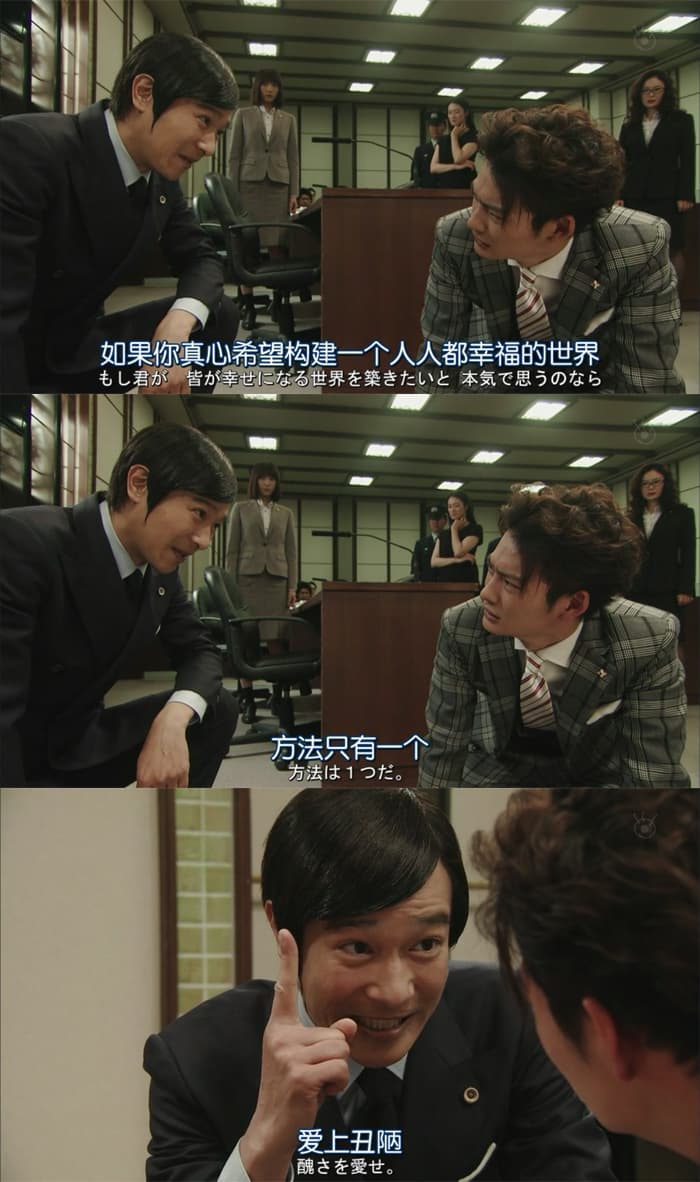 如果你真心希望构建一个人人都幸福的世界
もし君が　皆が幸せになる世界を築きたいと　本気で思うのなら
方法只有一个
方法は１つだ。
爱上丑陋
醜さを愛せ。